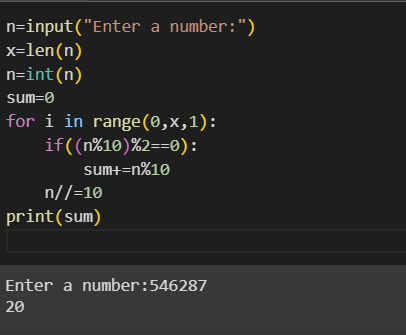 n=input("Enter a number:")
x=len(n)
n=int(n)
sum=0
for i in range(0,x,1):
    if((n%10)%2==0):
        sum+=n%10
    n//=10
print(sum)
Enter a number:546287
20